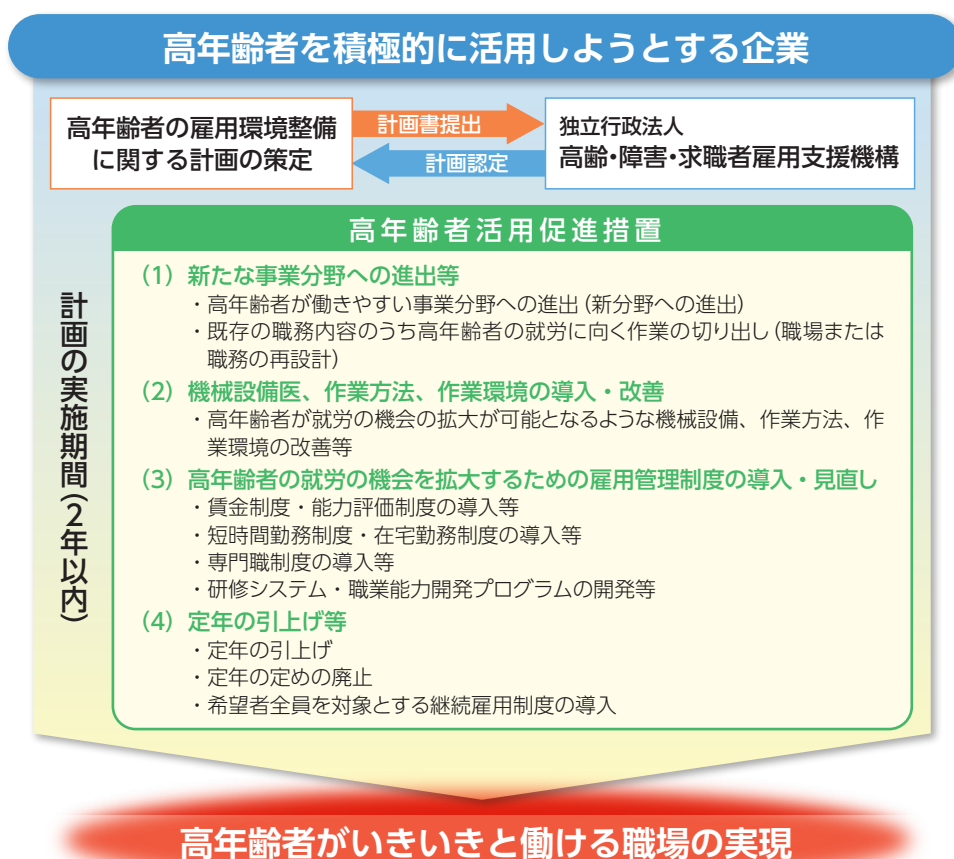 高年齢者を積極的に活用しようとする企業
高年齢者の雇用環境整備
に関する計画の策定
計画書提出
計画認定
独立行政法人
高齢・障害・求職者雇用支援機構
計画の実施期間(2年以内)
高年齢者活用促進措置
(1) 新たな事業分野への進出等
・高年齢者が働きやすい事業分野への進出(新分野への進出)
・既存の職務内容のうち高年齢者の就労に向く作業の切り出し(職場または
職務の再設計)
(2) 機械設備医、作業方法、作業環境の導入・改善
・高年齢者が就労の機会の拡大が可能となるような機械設備、作業方法、作
業環境の改善等
(3) 高年齢者の就労の機会を拡大するための雇用管理制度の導入・見直し
・賃金制度・能力評価制度の導入等
・短時間勤務制度・在宅勤務制度の導入等
・専門職制度の導入等
・研修システム・職業能力開発プログラムの開発等
(4) 定年の引上げ等
・定年の引上げ
・定年の定めの廃止
・希望者全員を対象とする継続雇用制度の導入
高年齢者がいきいきと働ける職場の実現